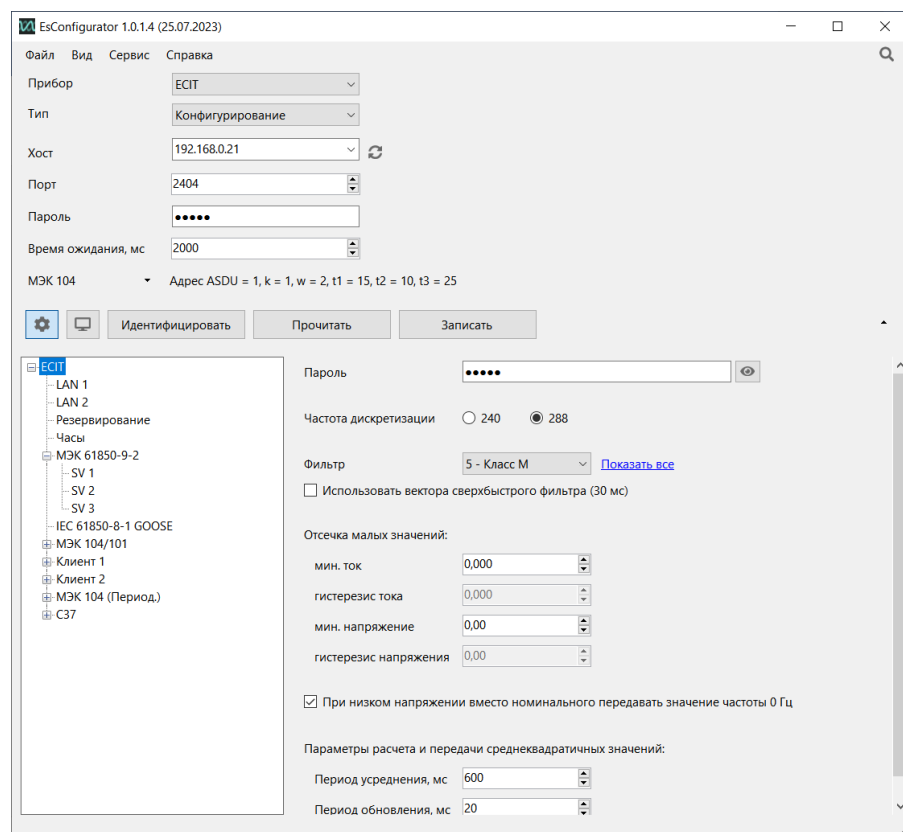 EsConfigurator 1.0.1.4 (25.07.2023)
Файл Вид Сервис Справка
Прибор ECIT
Тип Конфигурирование
Хост 192.168.0.21
Порт 2404
Пароль ●●●●●
Время ожидания, мс 2000
МЭК 104 Адрес ASDU = 1, k = 1, w = 2, t1 = 15, t2 = 10, t3 = 25
Идентифицировать Прочитать Записать
ECIT
LAN 1
LAN 2
Резервирование
Часы
МЭК 61850-9-2
SV 1
SV 2
SV 3
IEC 61850-8-1 GOOSE
МЭК 104/101
Клиент 1
Клиент 2
МЭК 104 (Период.)
C37
Пароль ●●●●●
Частота дискретизации 240 288
Фильтр 5 - Класс M Показать все
Использовать вектора сверхбыстрого фильтра (30 мс)
Отсечка малых значений:
мин. ток 0,000
гистерезис тока 0,000
мин. напряжение 0,00
гистерезис напряжения 0,00
При низком напряжении вместо номинального передавать значение частоты 0 Гц
Параметры расчета и передачи среднеквадратичных значений:
Период усреднения, мс 600
Период обновления, мс 20